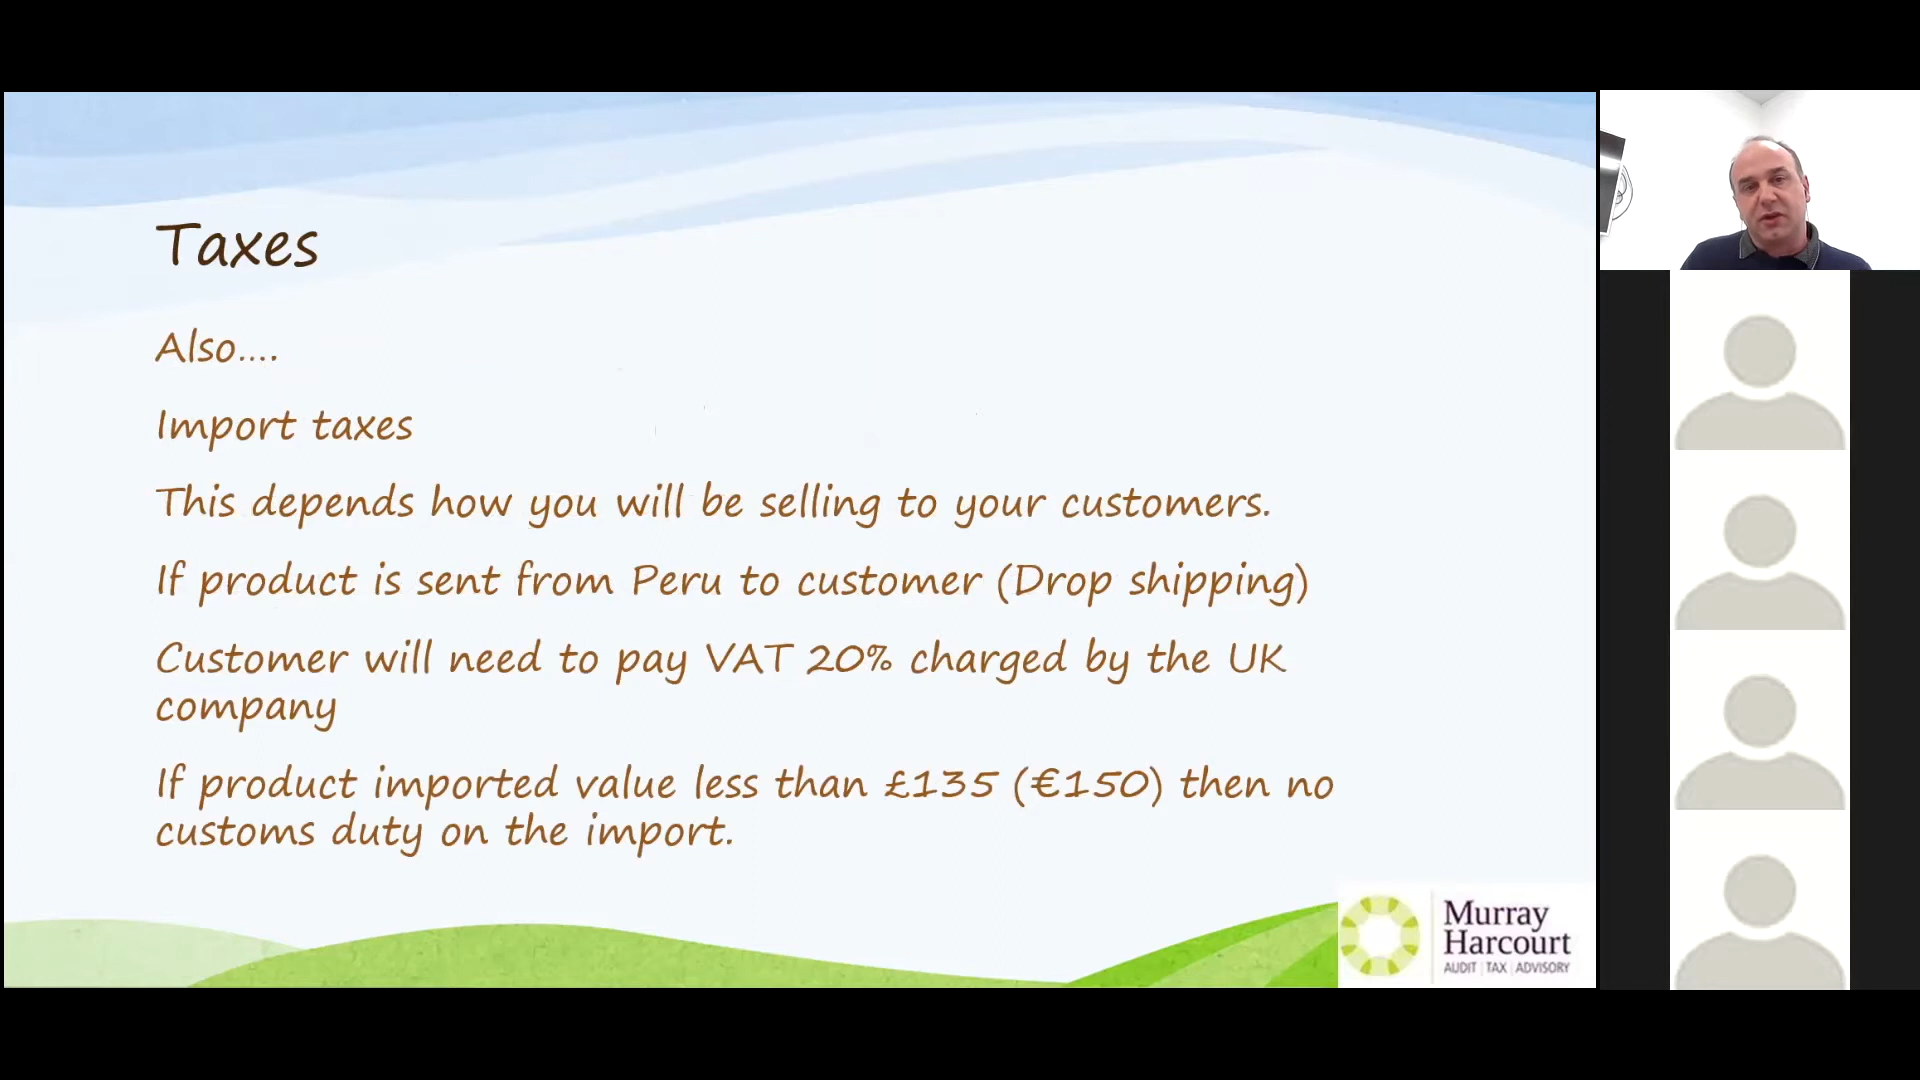 Taxes
Also....
Import taxes
This depends how you will be selling to your customers.
If product is sent from Peru to customer (Drop shipping)
Customer will need to pay VAT 20% charged by the UK
company
If product imported value less than £135 (€150) then no
customs duty on the import.
Murray
Harcourt
AUDIT | TAX | ADVISORY